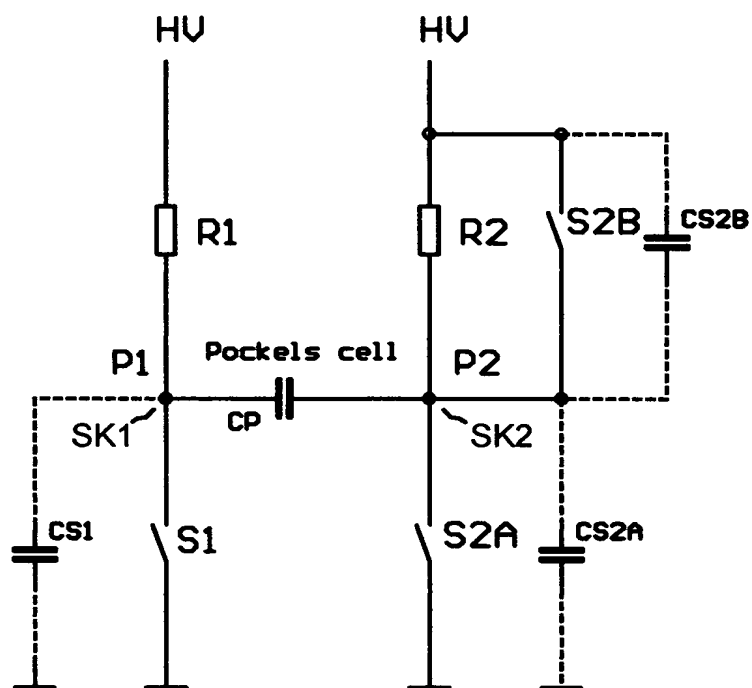 HV HV
R1 R2 S2B CS2B
P1 Pockels cell P2
SK1 CP SK2
CS1 S1 S2A CS2A